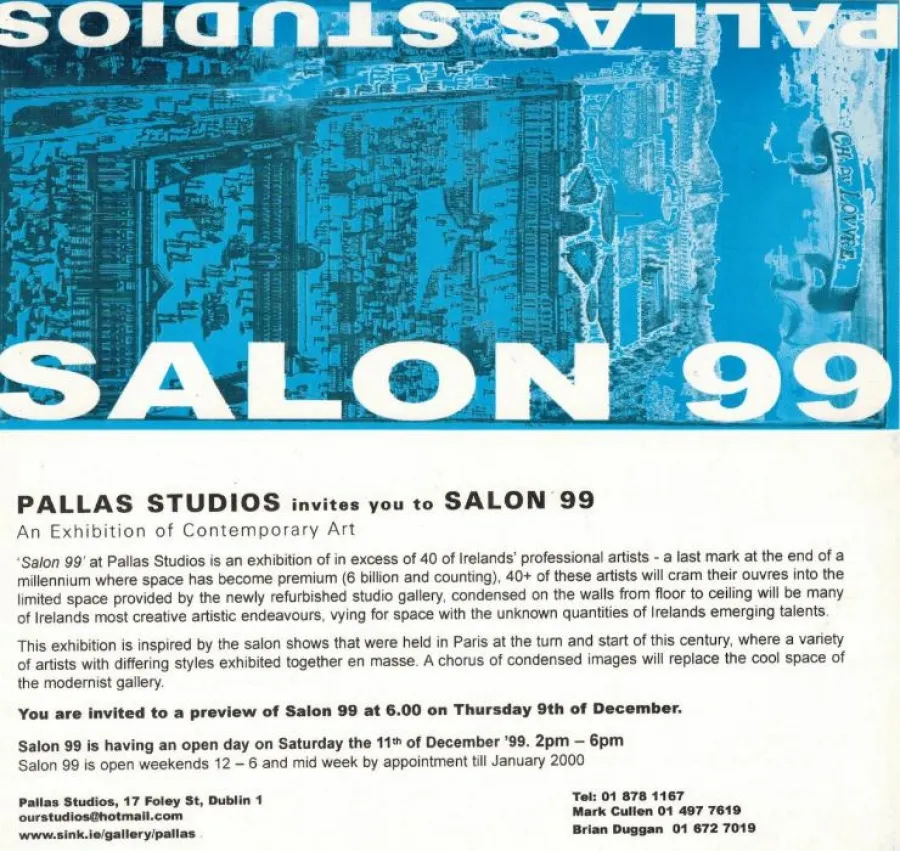 PALLAS STUDIOS
AU LOUVRE
SALON 99
PALLAS STUDIOS invites you to SALON 99
An Exhibition of Contemporary Art
'Salon 99' at Pallas Studios is an exhibition of in excess of 40 of Irelands' professional artists - a last mark at the end of a
millennium where space has become premium (6 billion and counting), 40+ of these artists will cram their ouvres into the
limited space provided by the newly refurbished studio gallery, condensed on the walls from floor to ceiling will be many
of Irelands most creative artistic endeavours, vying for space with the unknown quantities of Irelands emerging talents.
This exhibition is inspired by the salon shows that were held in Paris at the turn and start of this century, where a variety
of artists with differing styles exhibited together en masse. A chorus of condensed images will replace the cool space of
the modernist gallery.
You are invited to a preview of Salon 99 at 6.00 on Thursday 9th of December.
Salon 99 is having an open day on Saturday the 11th of December '99. 2pm – 6pm
Salon 99 is open weekends 12 – 6 and mid week by appointment till January 2000
Pallas Studios, 17 Foley St, Dublin 1
ourstudios@hotmail.com
www.sink.ie/gallery/pallas
Tel: 01 878 1167
Mark Cullen 01 497 7619
Brian Duggan 01 672 7019